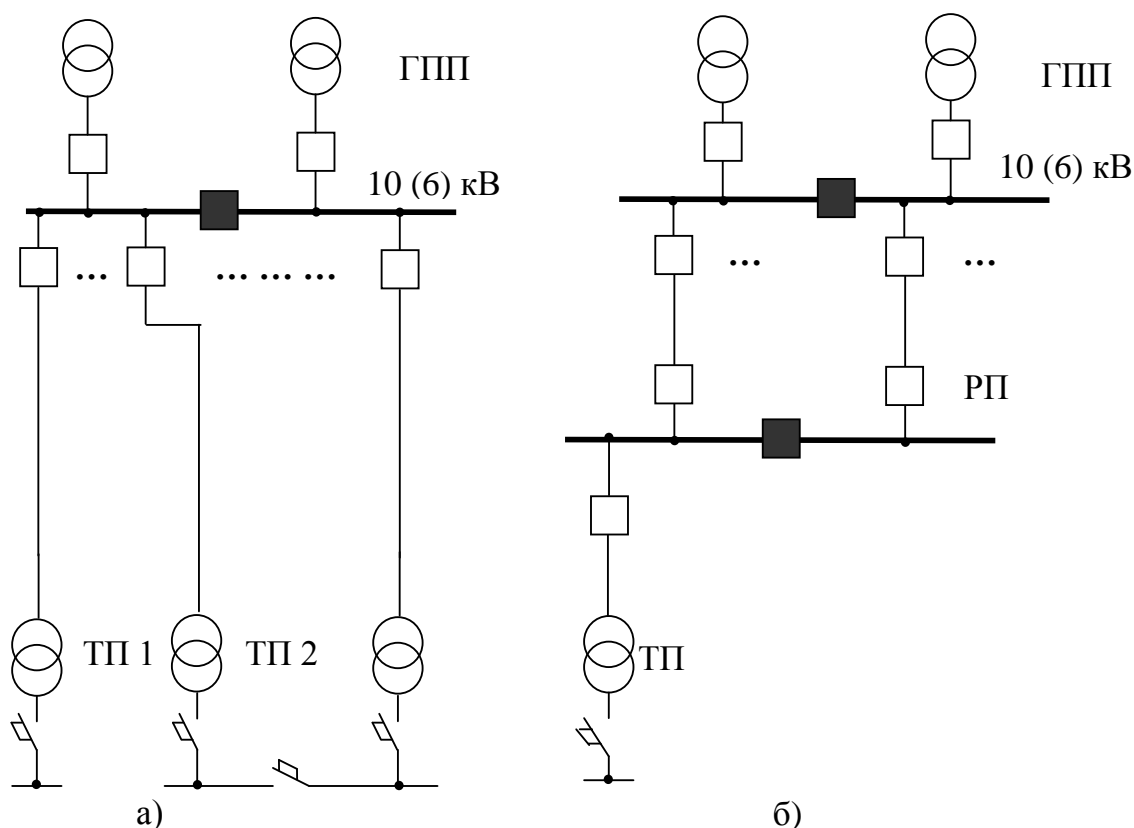 ГПП
10 (6) кВ
...
... ... ...
ТП 1
ТП 2
а)
ГПП
10 (6) кВ
...
...
РП
ТП
б)